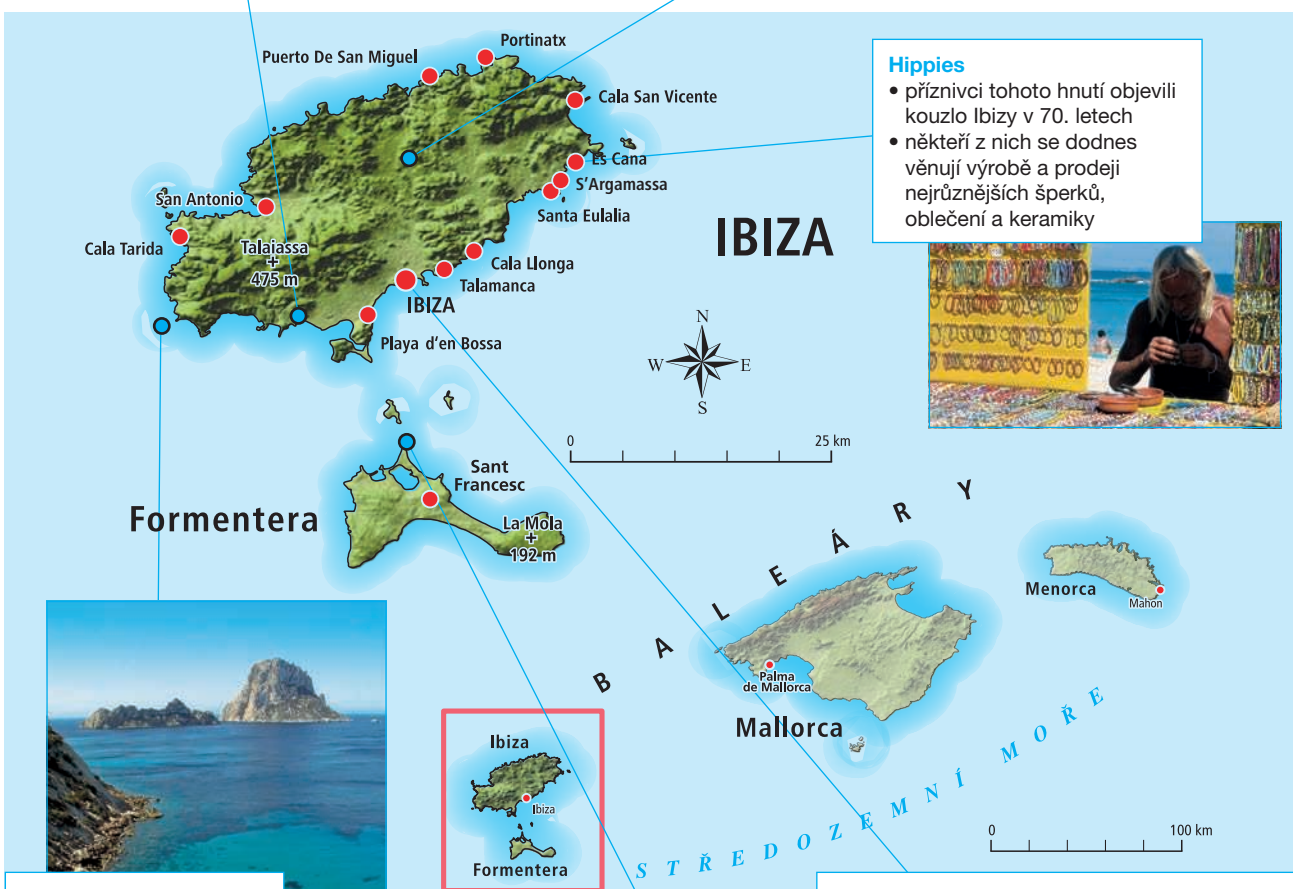 Portinatx
Puerto De San Miguel
Cala San Vicente
Es Cana
S'Argamassa
Santa Eulalia
San Antonio
Cala Tarida
Talaiassa
+
475 m
Cala Llonga
Talamanca
IBIZA
Playa d'en Bossa
IBIZA
Hippies
• příznivci tohoto hnutí objevili
kouzlo Ibizy v 70. letech
• někteří z nich se dodnes
věnují výrobě a prodeji
nejrůznějších šperků,
oblečení a keramiky
N
W E
S
0 25 km
Sant
Francesc
Formentera
La Mola
+
192 m
BALEÁRY
Menorca
Mahon
Palma
de Mallorca
Mallorca
Ibiza
Ibiza
Formentera
STŘEDOZEMNÍ MOŘE
0 100 km